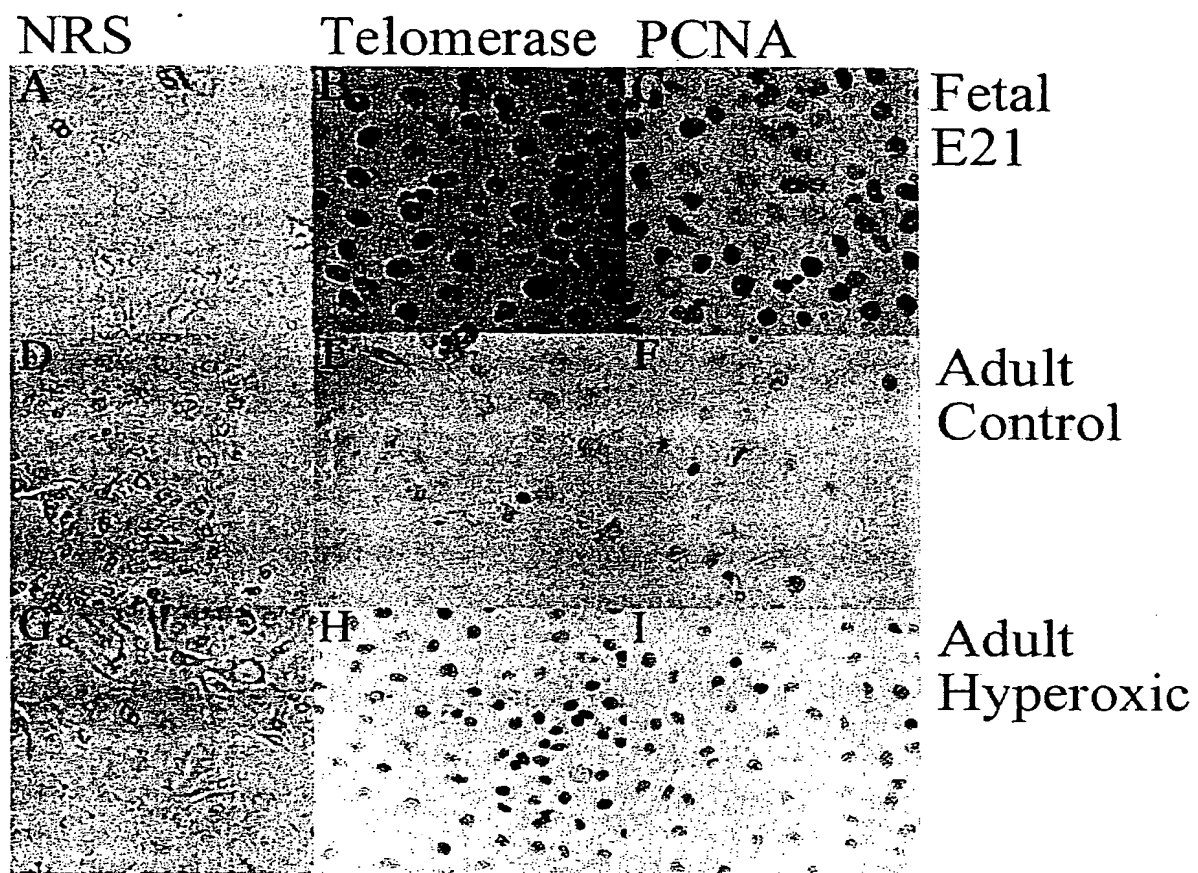 NRS Telomerase PCNA
A B C
Fetal
E21
D E F
Adult
Control
G H I
Adult
Hyperoxic